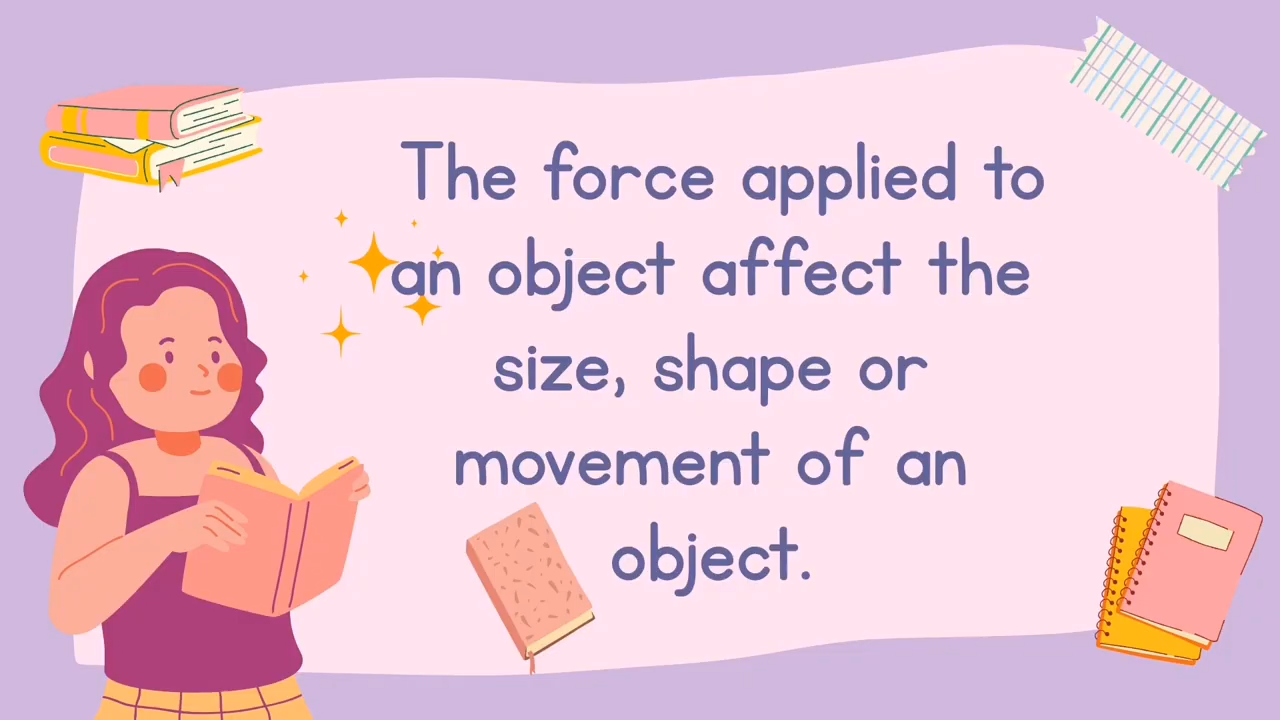 The force applied to
an object affect the
size, shape or
movement of an
object.